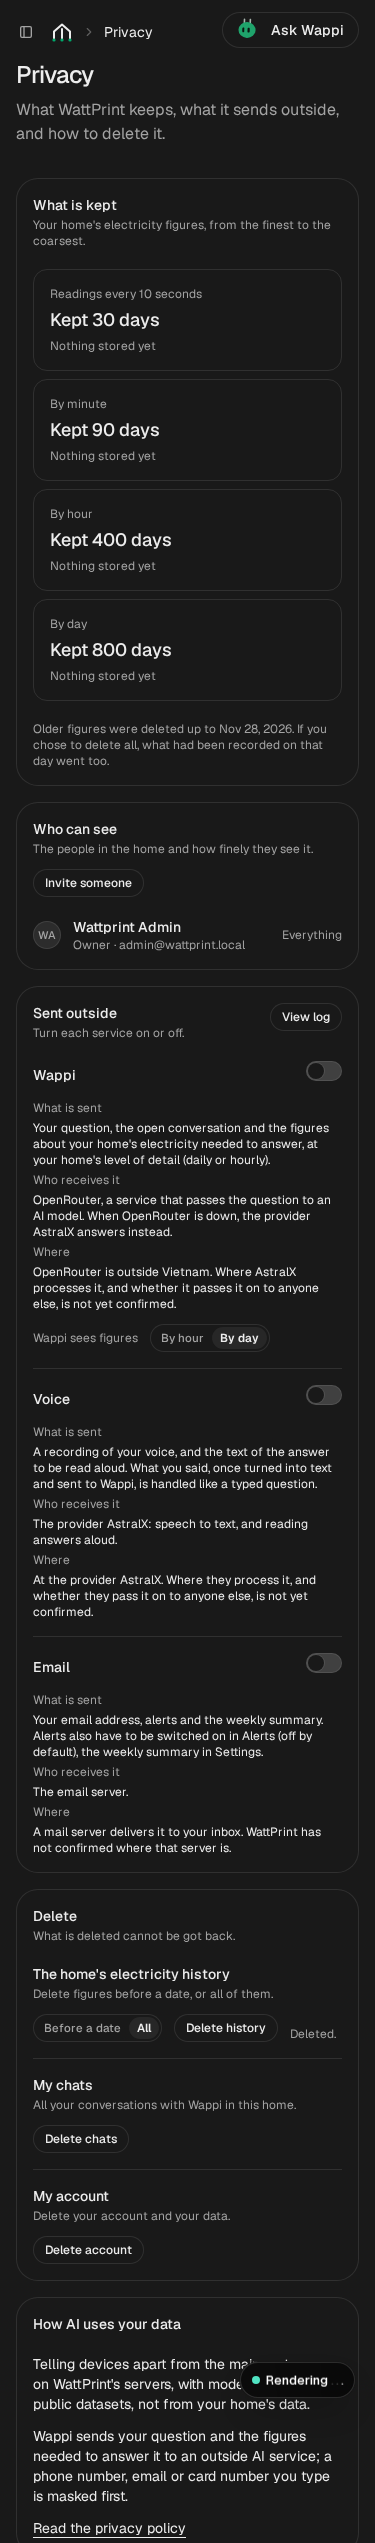 Privacy
Ask Wappi
Privacy
What WattPrint keeps, what it sends outside,
and how to delete it.
What is kept
Your home's electricity figures, from the finest to the
coarsest.
Readings every 10 seconds
Kept 30 days
Nothing stored yet
By minute
Kept 90 days
Nothing stored yet
By hour
Kept 400 days
Nothing stored yet
By day
Kept 800 days
Nothing stored yet
Older figures were deleted up to Nov 28, 2026. If you
chose to delete all, what had been recorded on that
day went too.
Who can see
The people in the home and how finely they see it.
Invite someone
WA
Wattprint Admin
Owner · admin@wattprint.local
Everything
Sent outside
Turn each service on or off.
View log
Wappi
What is sent
Your question, the open conversation and the figures
about your home's electricity needed to answer, at
your home's level of detail (daily or hourly).
Who receives it
OpenRouter, a service that passes the question to an
AI model. When OpenRouter is down, the provider
AstralX answers instead.
Where
OpenRouter is outside Vietnam. Where AstralX
processes it, and whether it passes it on to anyone
else, is not yet confirmed.
Wappi sees figures By hour By day
Voice
What is sent
A recording of your voice, and the text of the answer
to be read aloud. What you said, once turned into text
and sent to Wappi, is handled like a typed question.
Who receives it
The provider AstralX: speech to text, and reading
answers aloud.
Where
At the provider AstralX. Where they process it, and
whether they pass it on to anyone else, is not yet
confirmed.
Email
What is sent
Your email address, alerts and the weekly summary.
Alerts also have to be switched on in Alerts (off by
default), the weekly summary in Settings.
Who receives it
The email server.
Where
A mail server delivers it to your inbox. WattPrint has
not confirmed where that server is.
Delete
What is deleted cannot be got back.
The home's electricity history
Delete figures before a date, or all of them.
Before a date All Delete history Deleted.
My chats
All your conversations with Wappi in this home.
Delete chats
My account
Delete your account and your data.
Delete account
How AI uses your data
Telling devices apart from the
on WattPrint's servers, with
Rendering...
public datasets, not from your home's data.
Wappi sends your question and the figures
needed to answer it to an outside AI service; a
phone number, email or card number you type
is masked first.
Read the privacy policy